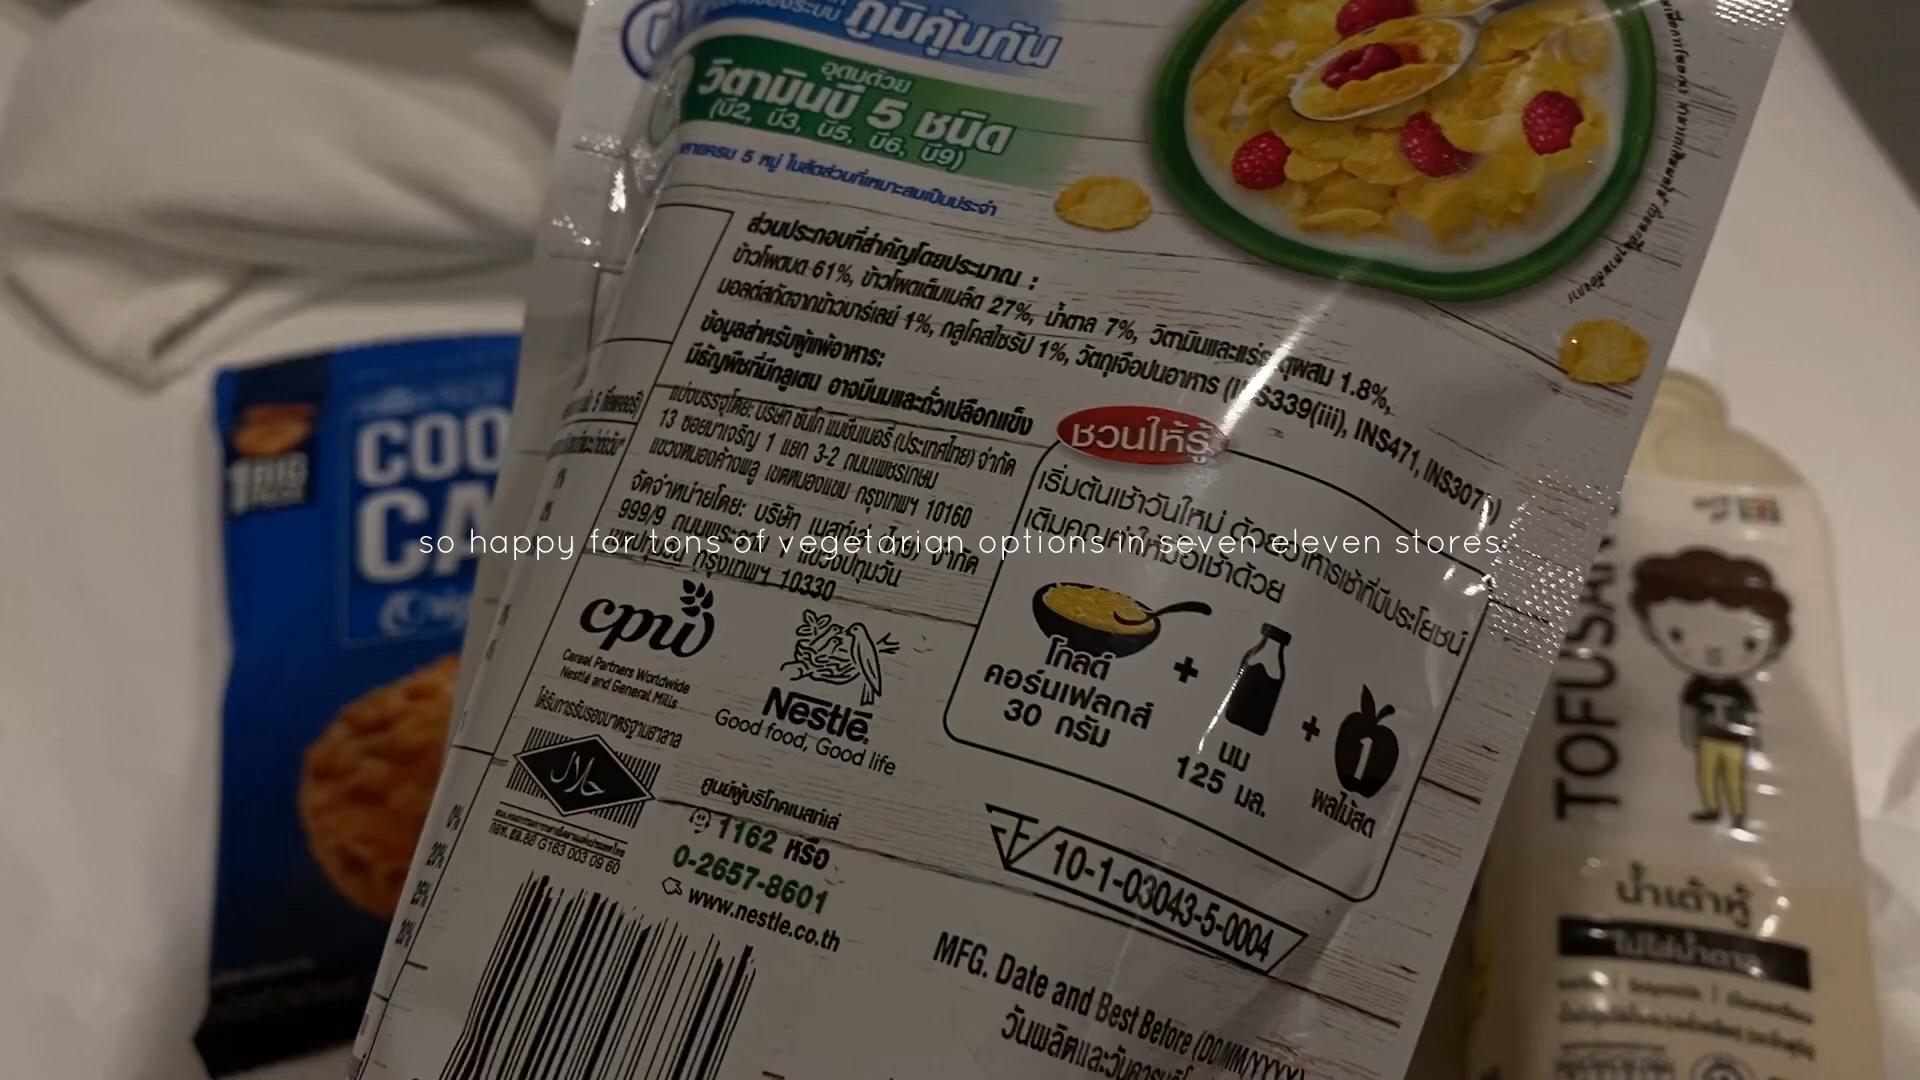 ภูมิคุ้มกัน
อุดมด้วย
วิตามินบี 5 ชนิด
(บี2, บี3, บี5, บี6, บี9)
5 หมู่ ในสัดส่วนที่เหมาะสมเป็นประจำ
ส่วนประกอบที่สำคัญโดยประมาณ :
ข้าวโพดบด 61%, ข้าวโพดเต็มเมล็ด 27%, น้ำตาล 7%, วิตามินและแร่ธาตุผสม 1.8%,
มอลต์สกัดจากข้าวบาร์เลย์ 1%, กลูโคสไซรัป 1%, วัตถุเจือปนอาหาร (INS339(iii), INS471, INS307b)
ข้อมูลสำหรับผู้แพ้อาหาร:
มีธัญพืชที่มีกลูเตน อาจมีนมและถั่วเปลือกแข็ง
แบ่งบรรจุโดย: บริษัท ซันโค แมชีนเนอรี่ (ประเทศไทย) จำกัด
13 ซอยมาเจริญ 1 แยก 3-2 ถนนเพชรเกษม
แขวงหนองค้างพลู เขตหนองแขม กรุงเทพฯ 10160
จัดจำหน่ายโดย: บริษัท เนสท์เล่ (ไทย) จำกัด
999/9 ถนนพระราม 1 แขวงปทุมวัน
เขตปทุมวัน กรุงเทพฯ 10330
ชวนให้รู้
เริ่มต้นเช้าวันใหม่ ด้วยอาหารเช้าที่มีประโยชน์
เติมคุณค่าให้มื้อเช้าด้วย
so happy for tons of vegetarian options in seven eleven stores
โกลด์
คอร์นเฟลกส์
30 กรัม
+
นม
125 มล.
+
1
ผลไม้สด
cpw
Cereal Partners Worldwide
Nestlé and General Mills
Nestlé
Good food, Good life
ได้รับการรับรองมาตรฐานฮาลาล
حلال
กอท. ฮล.68 G163 003 09 60
ศูนย์ผู้บริโภคเนสท์เล่
1162 หรือ
0-2657-8601
www.nestle.co.th
10-1-03043-5-0004
MFG. Date and Best Before (DD/MM/YYYY)
1 BIG
COO
CA
TOFUSAN
น้ำเต้าหู้
ไม่ใส่น้ำตาล